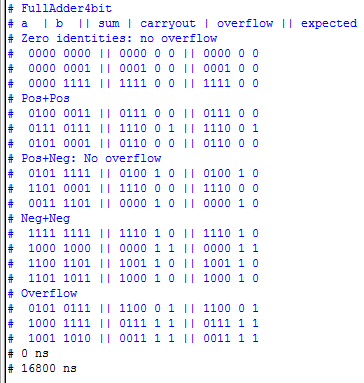 # FullAdder4bit
# a | b || sum | carryout | overflow || expected
# Zero identities: no overflow
# 0000 0000 || 0000 0 0 || 0000 0 0
# 0000 0001 || 0001 0 0 || 0001 0 0
# 0000 1111 || 1111 0 0 || 1111 0 0
# Pos+Pos
# 0100 0011 || 0111 0 0 || 0111 0 0
# 0111 0111 || 1110 0 1 || 1110 0 1
# 0101 0001 || 0110 0 0 || 0110 0 0
# Pos+Neg: No overflow
# 0101 1111 || 0100 1 0 || 0100 1 0
# 1101 0001 || 1110 0 0 || 1110 0 0
# 0011 1101 || 0000 1 0 || 0000 1 0
# Neg+Neg
# 1111 1111 || 1110 1 0 || 1110 1 0
# 1000 1000 || 0000 1 1 || 0000 1 1
# 1100 1101 || 1001 1 0 || 1001 1 0
# 1101 1011 || 1000 1 0 || 1000 1 0
# Overflow
# 0101 0111 || 1100 0 1 || 1100 0 1
# 1000 1111 || 0111 1 1 || 0111 1 1
# 1001 1010 || 0011 1 1 || 0011 1 1
# 0 ns
# 16800 ns